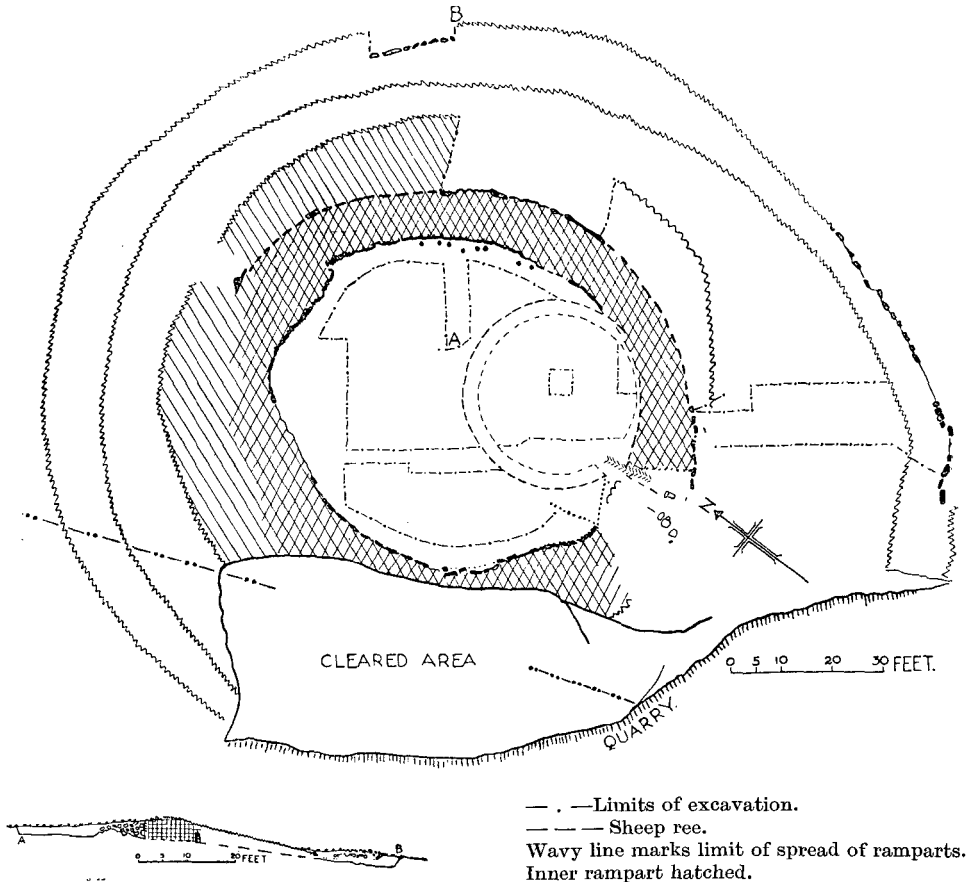 B
A
N
CLEARED AREA
0 5 10 20 30 FEET.
QUARRY.
A B
0 5 10 20 FEET
— . —Limits of excavation.
— — — Sheep ree.
Wavy line marks limit of spread of ramparts.
Inner rampart hatched.